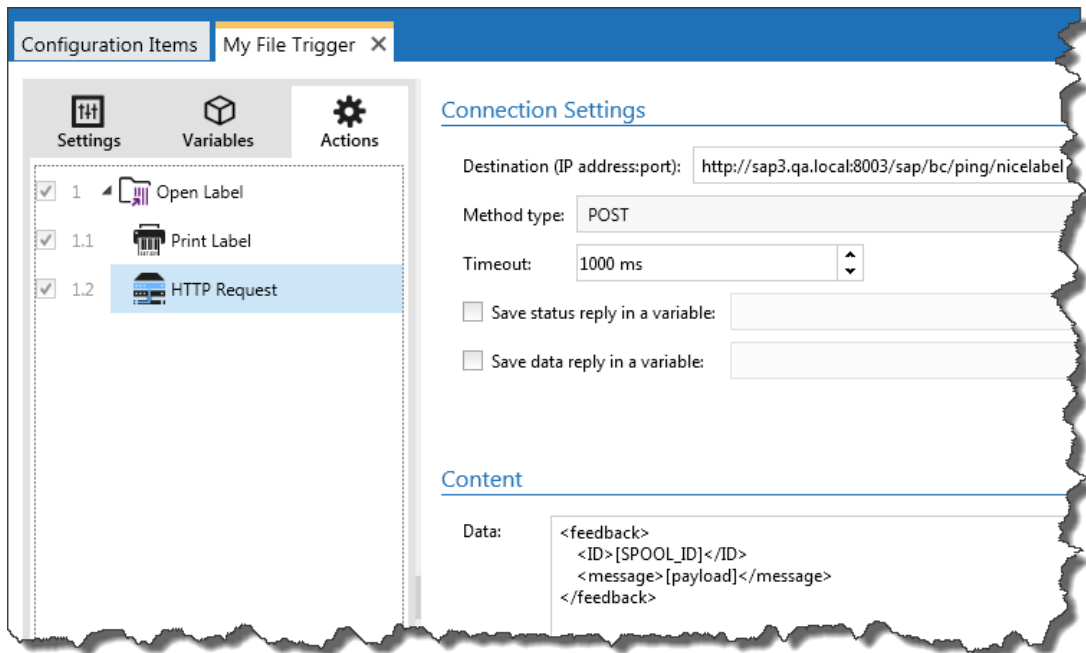 Configuration Items
My File Trigger
Settings
Variables
Actions
1 Open Label
1.1 Print Label
1.2 HTTP Request
Connection Settings
Destination (IP address:port): http://sap3.qa.local:8003/sap/bc/ping/nicelabel
Method type: POST
Timeout: 1000 ms
Save status reply in a variable:
Save data reply in a variable:
Content
Data: <feedback>
<ID>[SPOOL_ID]</ID>
<message>[payload]</message>
</feedback>